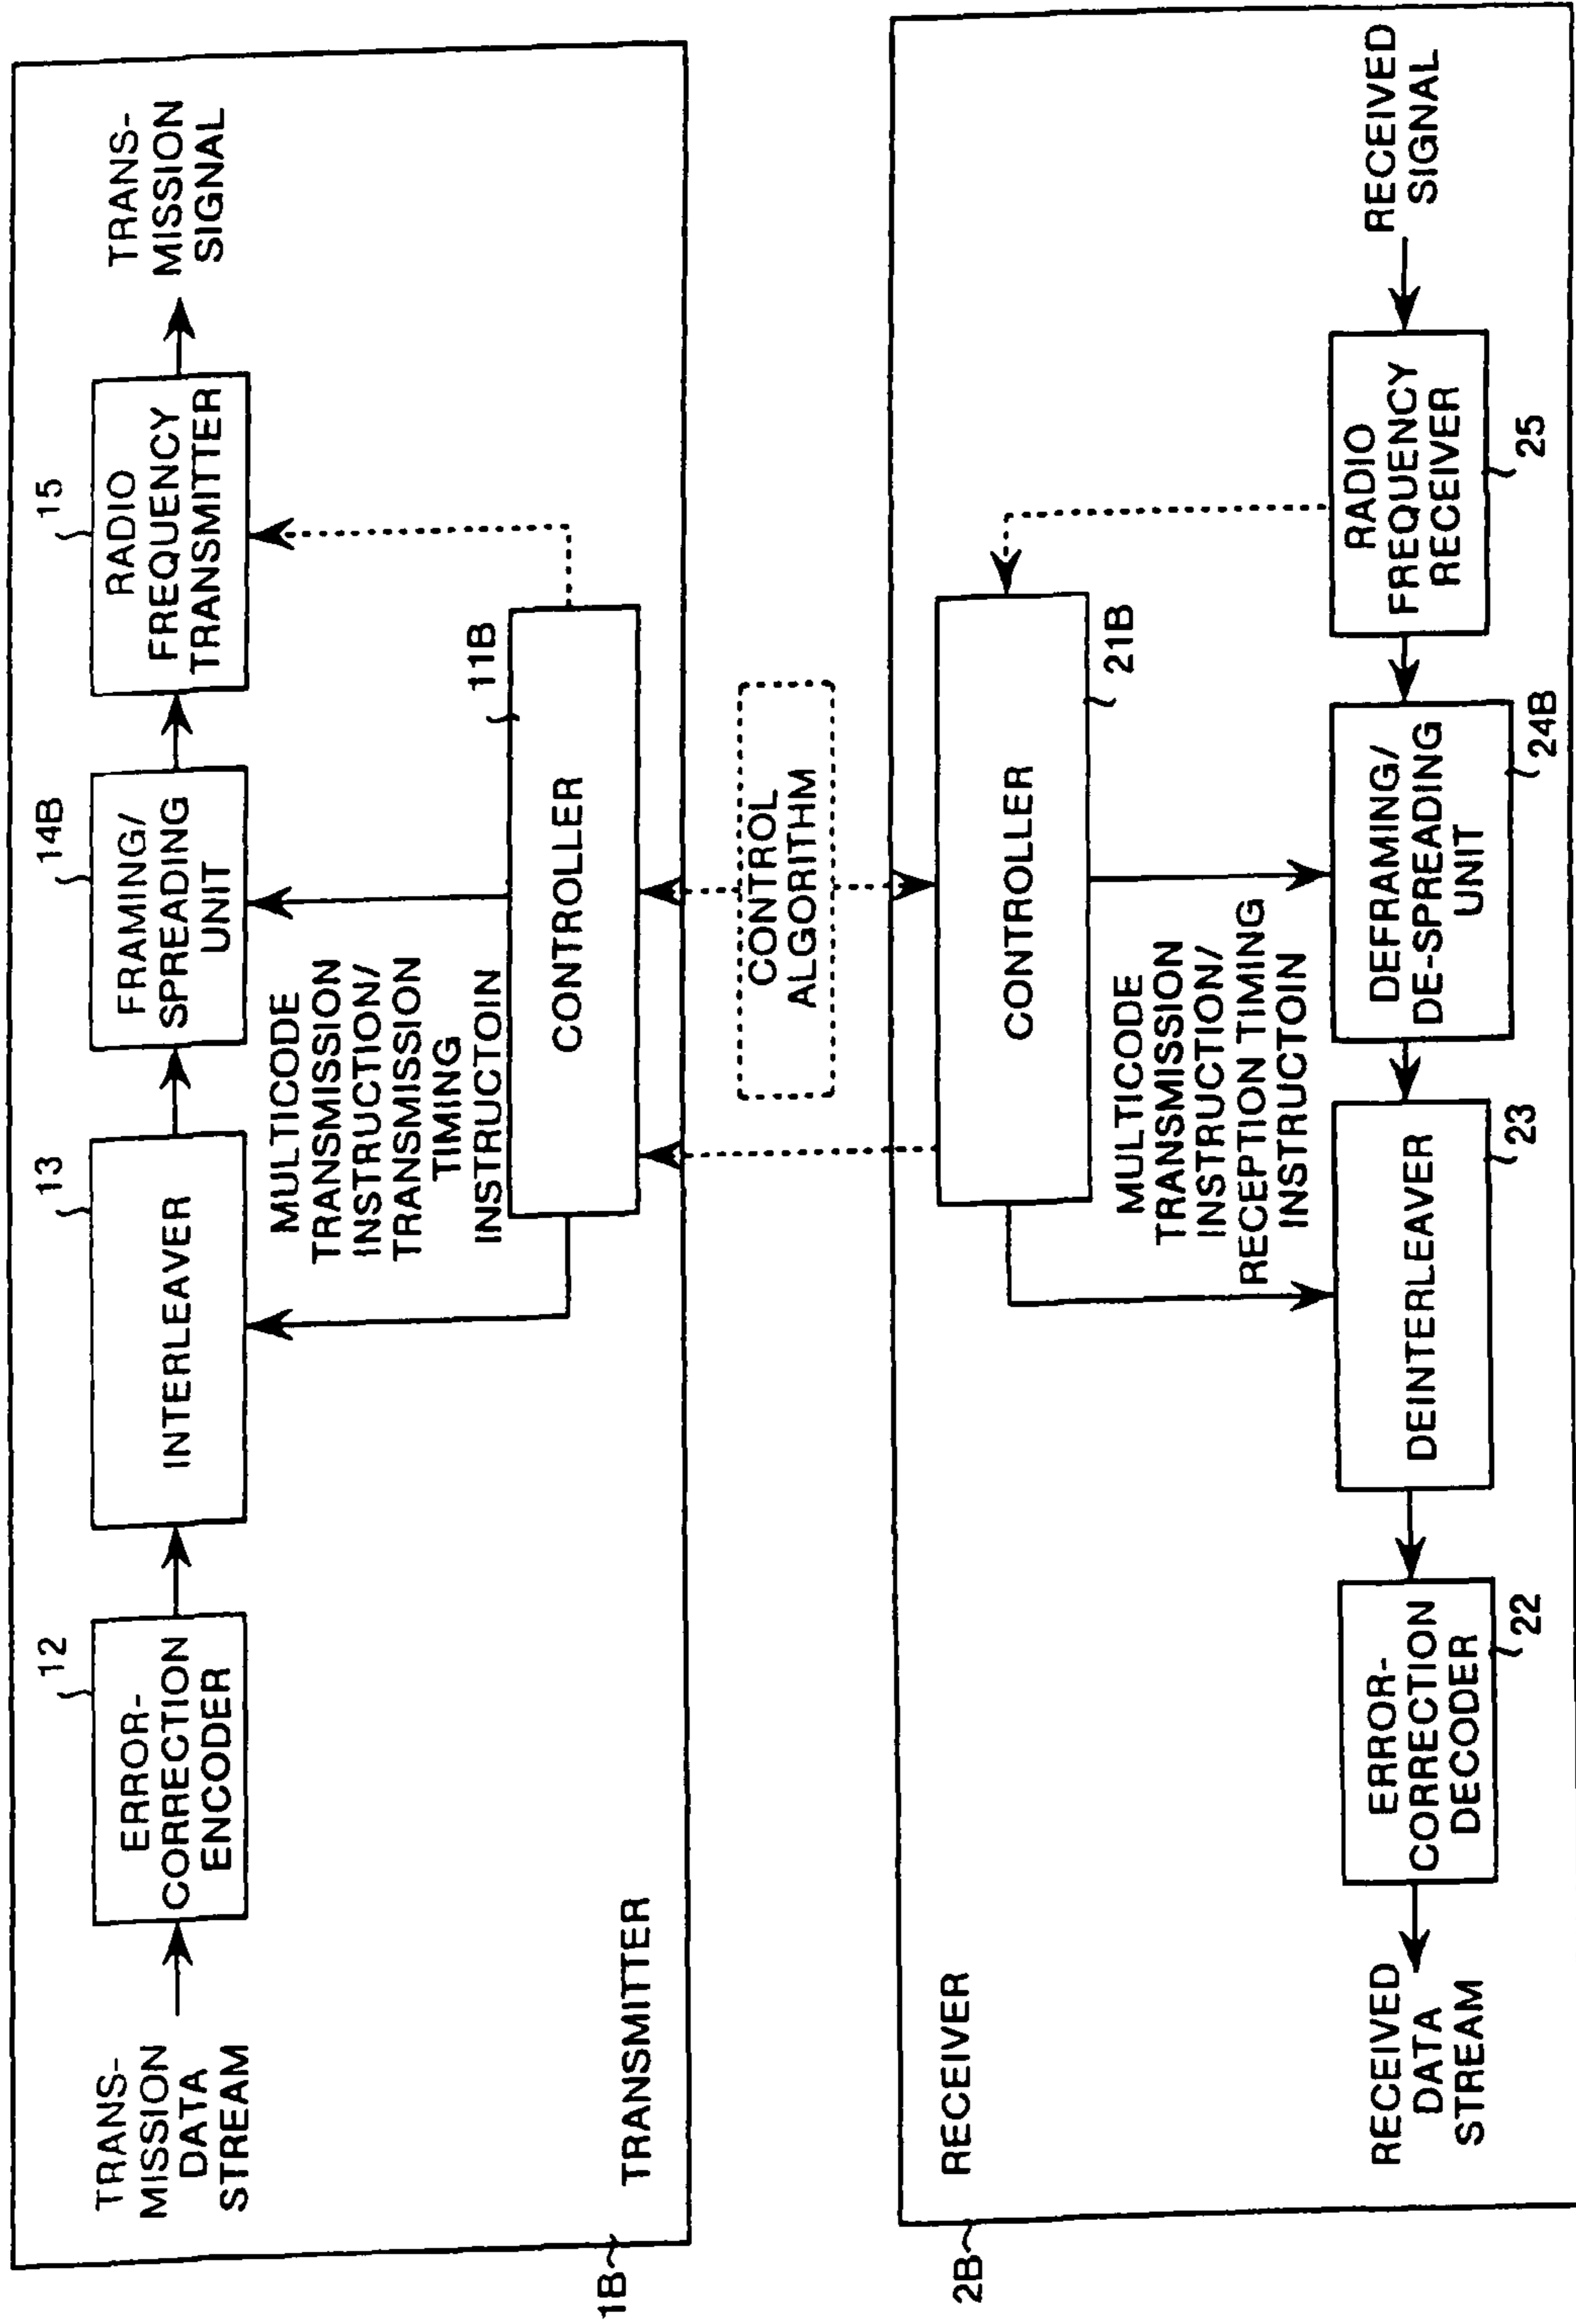 TRANS-
MISSION
DATA
STREAM
12
ERROR-
CORRECTION
ENCODER
13
INTERLEAVER
14B
FRAMING/
SPREADING
UNIT
15
RADIO
FREQUENCY
TRANSMITTER
TRANS-
MISSION
SIGNAL
MULTICODE
TRANSMISSION
INSTRUCTION/
TRANSMISSION
TIMING
INSTRUCTOIN
11B
CONTROLLER
TRANSMITTER
1B
CONTROL
ALGORITHM
2B
RECEIVER
CONTROLLER
21B
MULTICODE
TRANSMISSION
INSTRUCTION/
RECEPTION TIMING
INSTRUCTOIN
RECEIVED
DATA
STREAM
ERROR-
CORRECTION
DECODER
22
DEINTERLEAVER
23
DEFRAMING/
DE-SPREADING
UNIT
24B
RADIO
FREQUENCY
RECEIVER
25
RECEIVED
SIGNAL